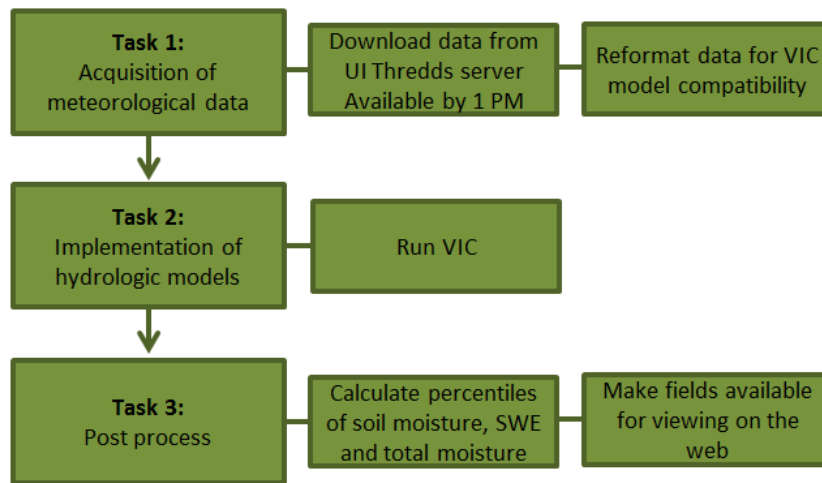 Task 1:
Acquisition of
meteorological data
Download data from
UI Thredds server
Available by 1 PM
Reformat data for VIC
model compatibility
Task 2:
Implementation of
hydrologic models
Run VIC
Task 3:
Post process
Calculate percentiles
of soil moisture, SWE
and total moisture
Make fields available
for viewing on the
web